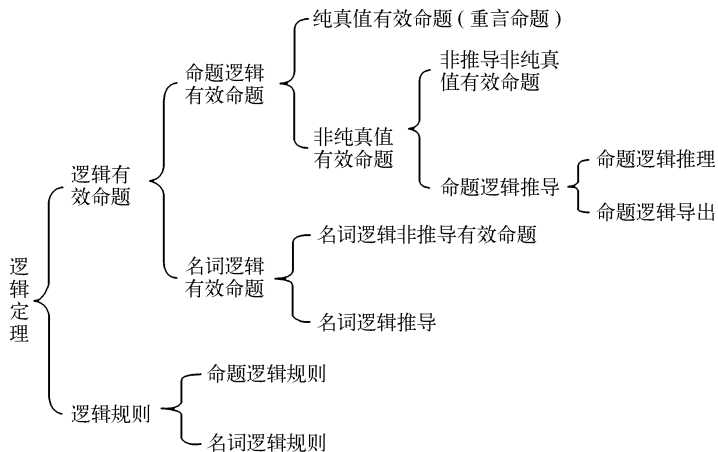 纯真值有效命题(重言命题)
命题逻辑
有效命题
非推导非纯真
值有效命题
非纯真值
有效命题
命题逻辑推导
命题逻辑推理
命题逻辑导出
逻辑有
效命题
名词逻辑非推导有效命题
名词逻辑
有效命题
名词逻辑推导
逻辑定理
命题逻辑规则
逻辑规则
名词逻辑规则